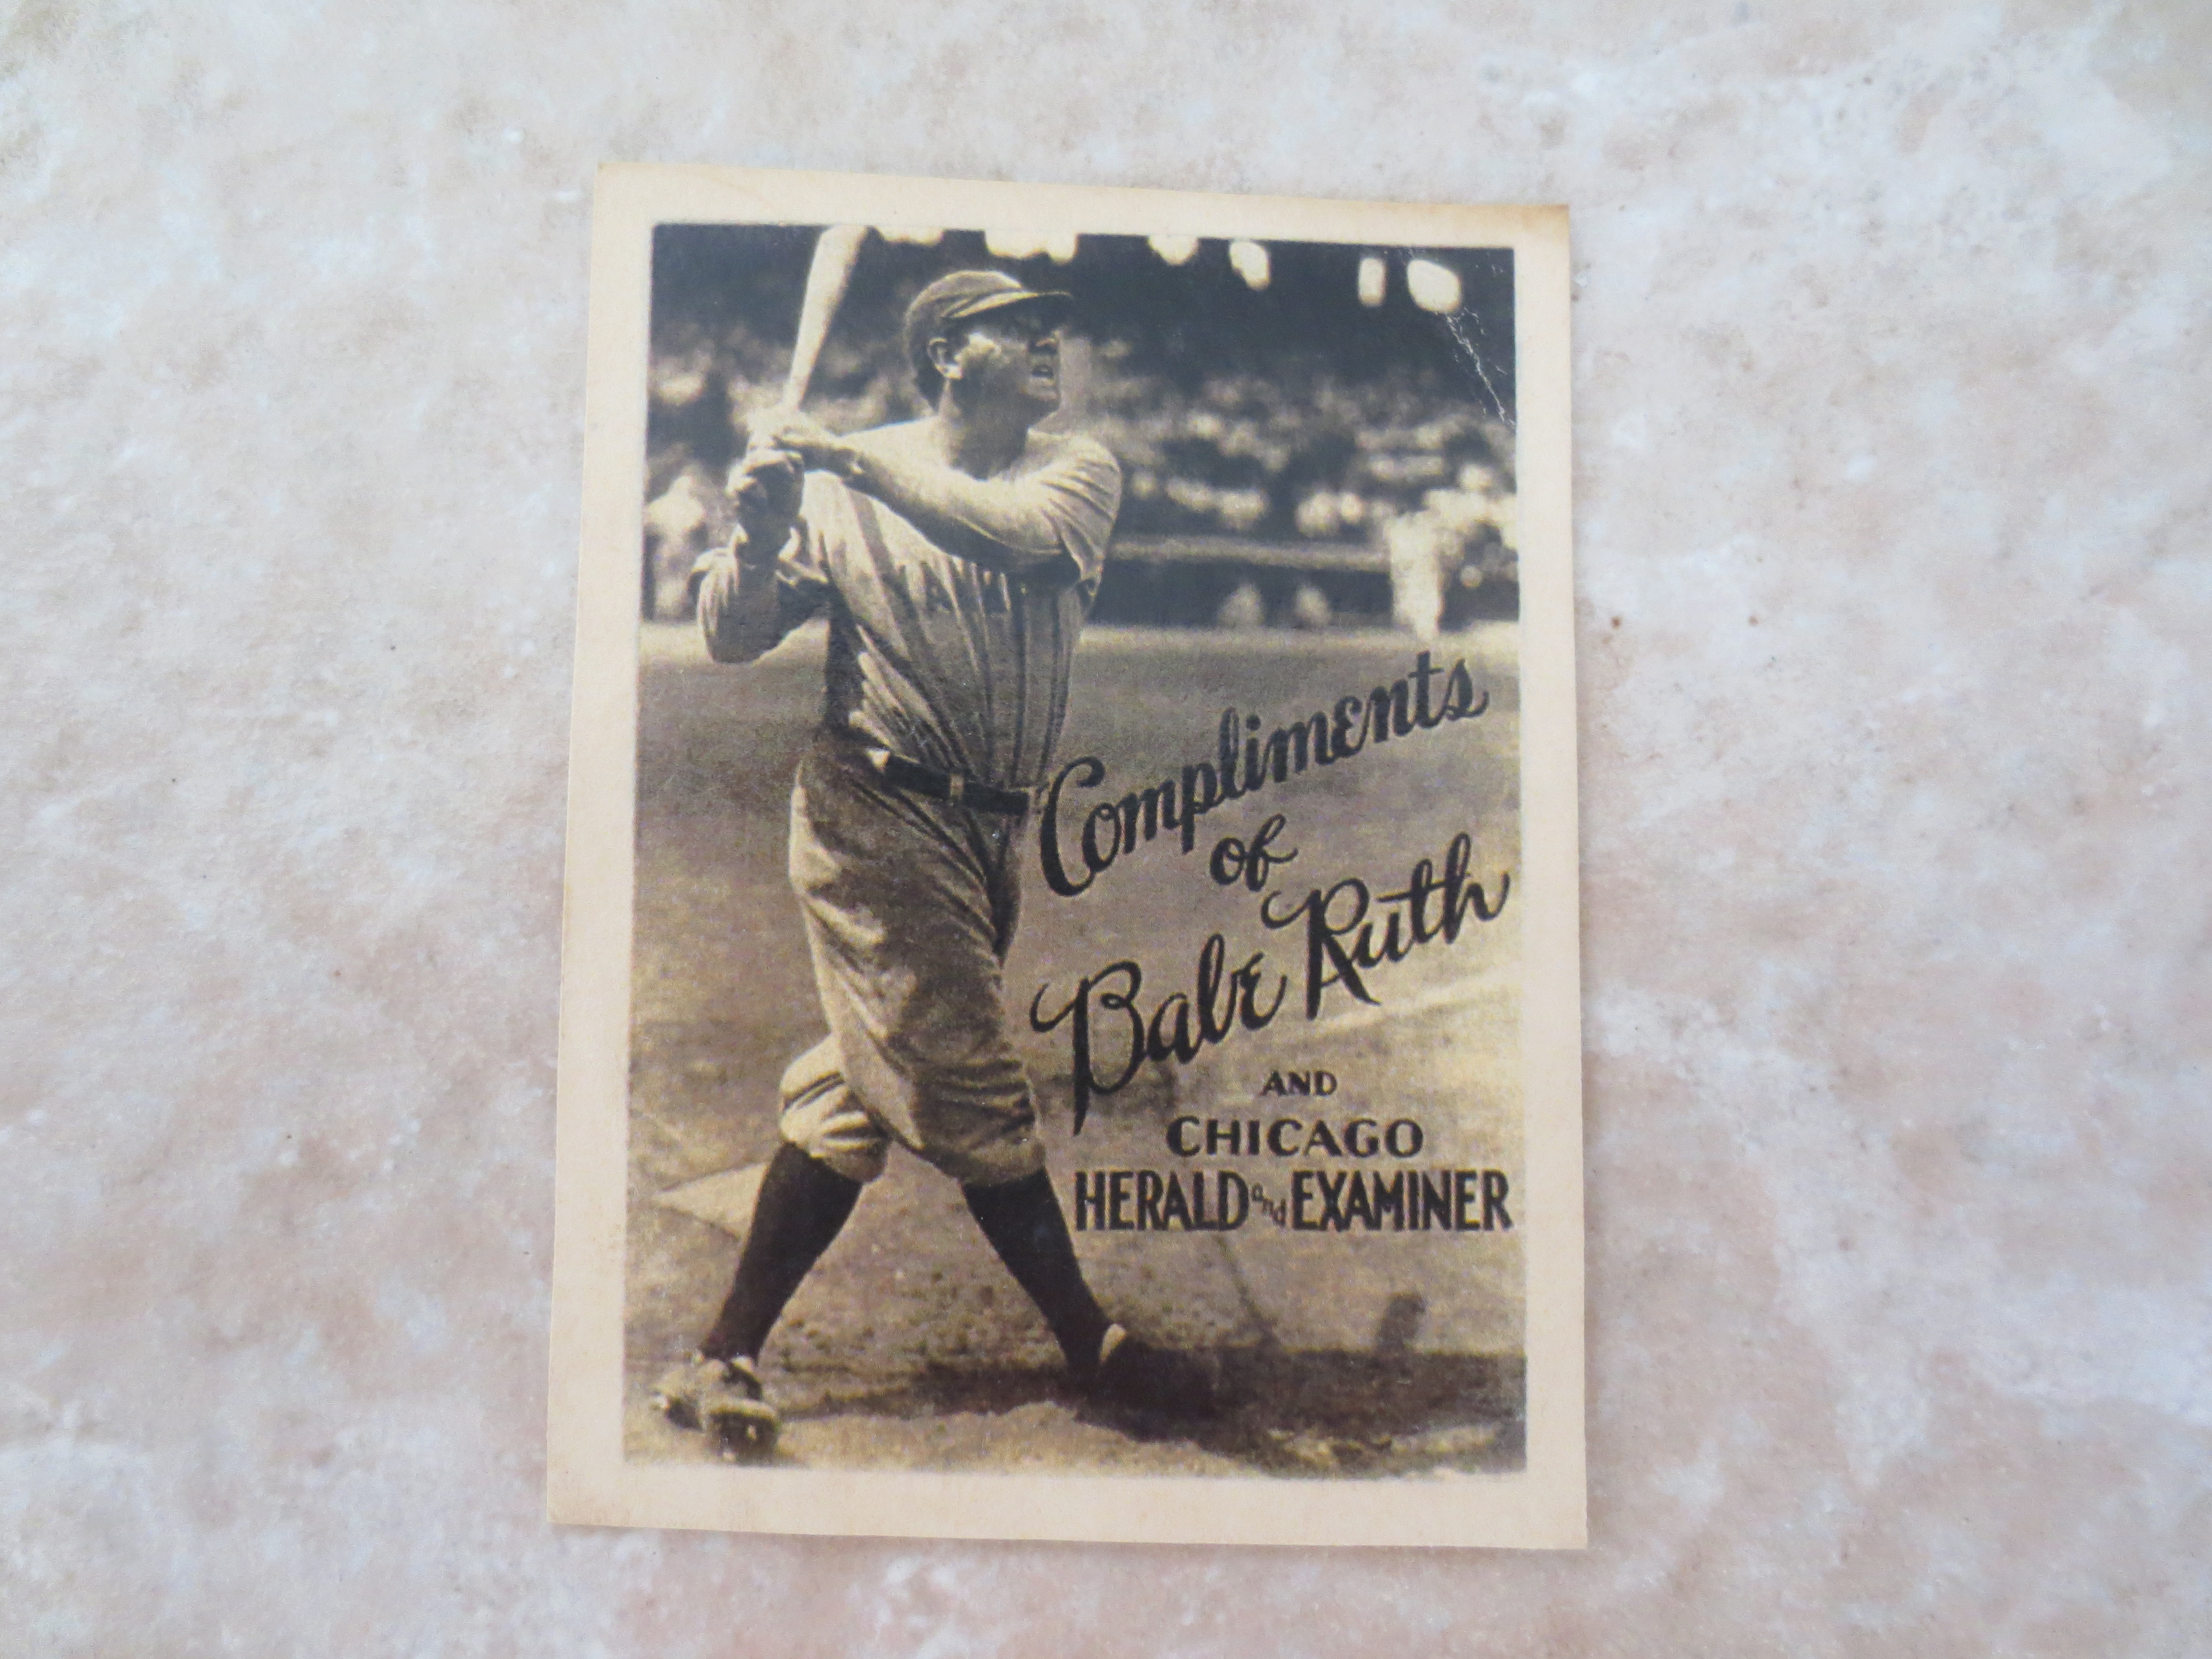 Compliments
of
Babe Ruth
AND
CHICAGO
HERALD and EXAMINER